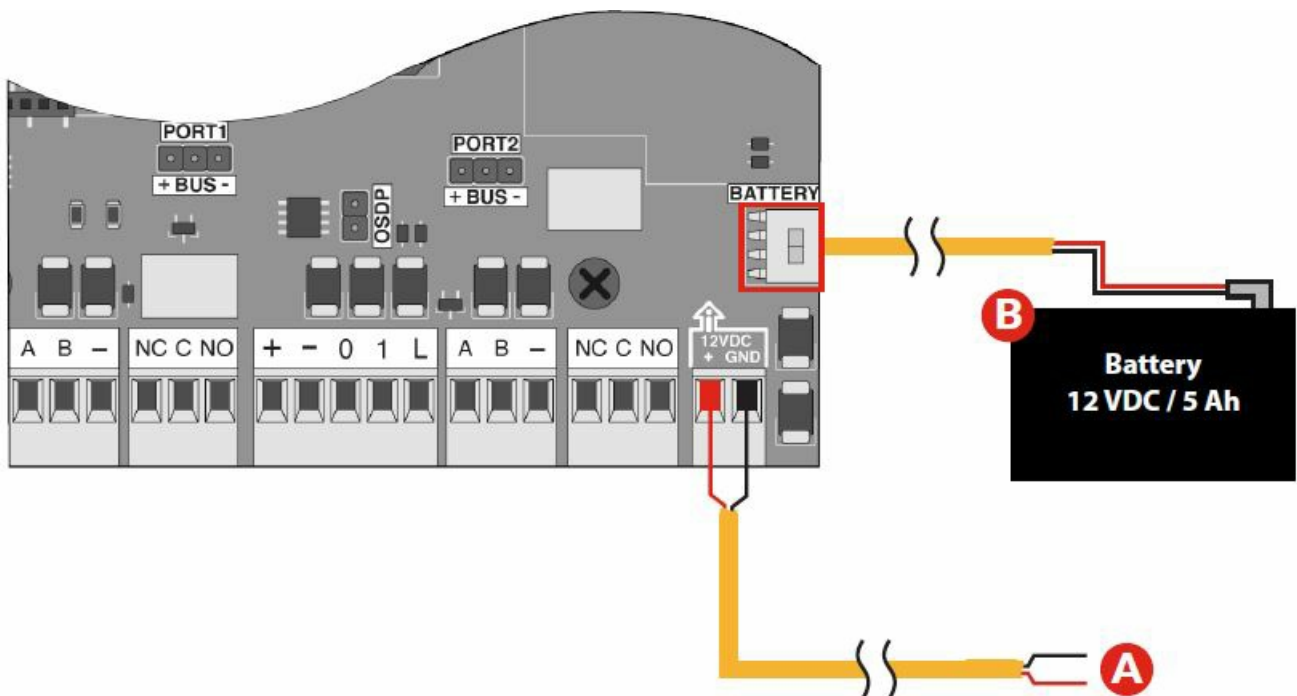 PORT1
+ BUS -
PORT2
+ BUS -
OSDP
BATTERY
12VDC
+ GND
A B – NC C NO + - 0 1 L A B – NC C NO
B
Battery
12 VDC / 5 Ah
A